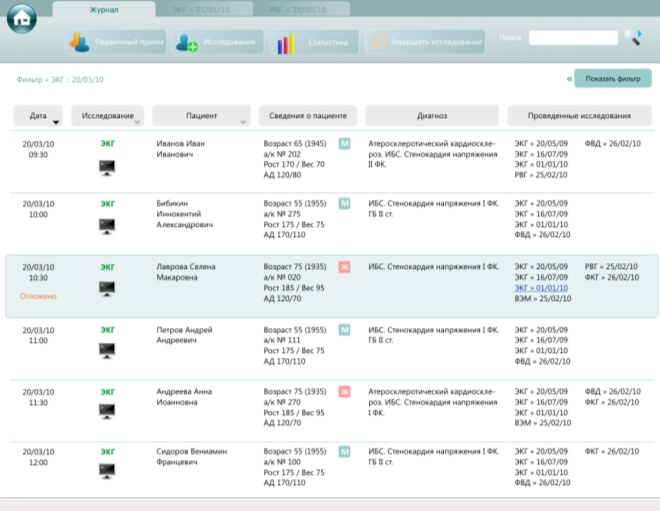 Журнал ЭКГ » 01/01/10 РВГ » 25/02/10
Первичный прием Исследование Статистика Завершить исследование Поиск
Фильтр » ЭКГ :: 20/03/10 « Показать фильтр
Дата Исследование Пациент Сведения о пациенте Диагноз Проведенные исследования
20/03/10 ЭКГ Иванов Иван Возраст 65 (1945) М Атеросклеротический кардиоскле- ЭКГ » 20/05/09 ФВД » 26/02/10
09:30 Иванович а/к № 202 роз. ИБС. Стенокардия напряжения ЭКГ » 16/07/09
Рост 170 / Вес 70 II ФК. ЭКГ » 01/01/10
АД 120/80 РВГ » 25/02/10
20/03/10 ЭКГ Бибикин Возраст 55 (1955) М ИБС. Стенокардия напряжения I ФК. ЭКГ » 20/05/09
10:00 Иннокентий а/к № 275 ГБ II ст. ЭКГ » 16/07/09
Александрович Рост 175 / Вес 75 ЭКГ » 01/01/10
АД 170/110 ФВД » 26/02/10
20/03/10 ЭКГ Лаврова Селена Возраст 75 (1935) Ж ИБС. Стенокардия напряжения I ФК. ЭКГ » 20/05/09 РВГ » 25/02/10
10:30 Макаровна а/к № 020 ЭКГ » 16/07/09 ФКГ » 26/02/10
Отложено Рост 185 / Вес 95 ЭКГ » 01/01/10
АД 120/70 ВЭМ » 25/02/10
20/03/10 ЭКГ Петров Андрей Возраст 55 (1955) М ИБС. Стенокардия напряжения I ФК. ЭКГ » 20/05/09
11:00 Андреевич а/к № 111 ГБ II ст. ЭКГ » 16/07/09
Рост 175 / Вес 75 ЭКГ » 01/01/10
АД 170/110 ФВД » 26/02/10
20/03/10 ЭКГ Андреева Анна Возраст 75 (1935) Ж Атеросклеротический кардиоскле- ЭКГ » 20/05/09 ФВД » 26/02/10
11:30 Иоанновна а/к № 270 роз. ИБС. Стенокардия напряжения ЭКГ » 16/07/09 ФКГ » 26/02/10
Рост 185 / Вес 95 I ФК. ЭКГ » 01/01/10
АД 120/70 ВЭМ » 25/02/10
20/03/10 ЭКГ Сидоров Вениамин Возраст 55 (1955) М ИБС. Стенокардия напряжения I ФК. ЭКГ » 20/05/09 ФКГ » 26/02/10
12:00 Францевич а/к № 100 ГБ II ст. ЭКГ » 16/07/09
Рост 175 / Вес 75 ЭКГ » 01/01/10
АД 170/110 ФВД » 26/02/10